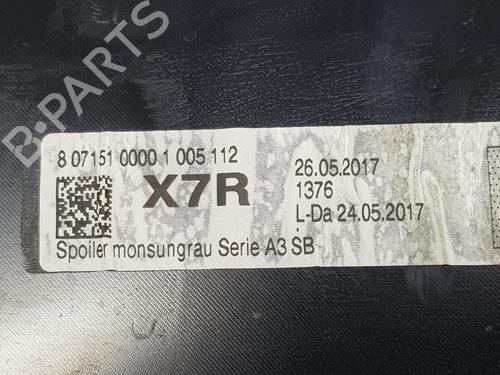 B-PARTS
8 07151 0000 1 005 112
X7R
26.05.2017
1376
L-Da 24.05.2017
Spoiler monsungrau Serie A3 SB